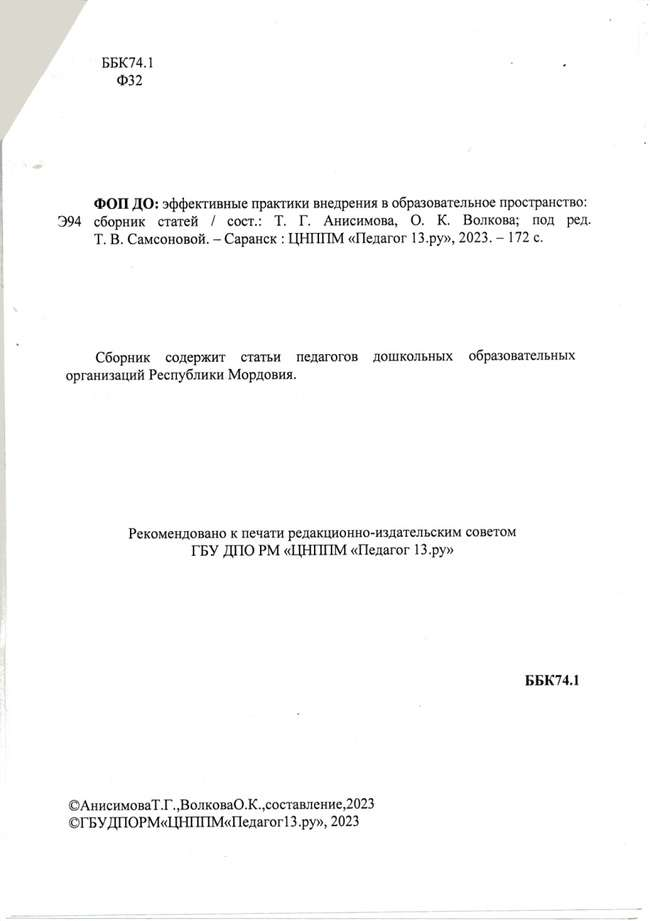 ББК74.1
Ф32
ФОП ДО: эффективные практики внедрения в образовательное пространство:
Э94 сборник статей / сост.: Т. Г. Анисимова, О. К. Волкова; под ред.
Т. В. Самсоновой. – Саранск : ЦНППМ «Педагог 13.ру», 2023. – 172 с.
Сборник содержит статьи педагогов дошкольных образовательных
организаций Республики Мордовия.
Рекомендовано к печати редакционно-издательским советом
ГБУ ДПО РМ «ЦНППМ «Педагог 13.ру»
ББК74.1
©АнисимоваТ.Г.,ВолковаО.К.,составление,2023
©ГБУДПОРМ«ЦНППМ«Педагог13.ру», 2023